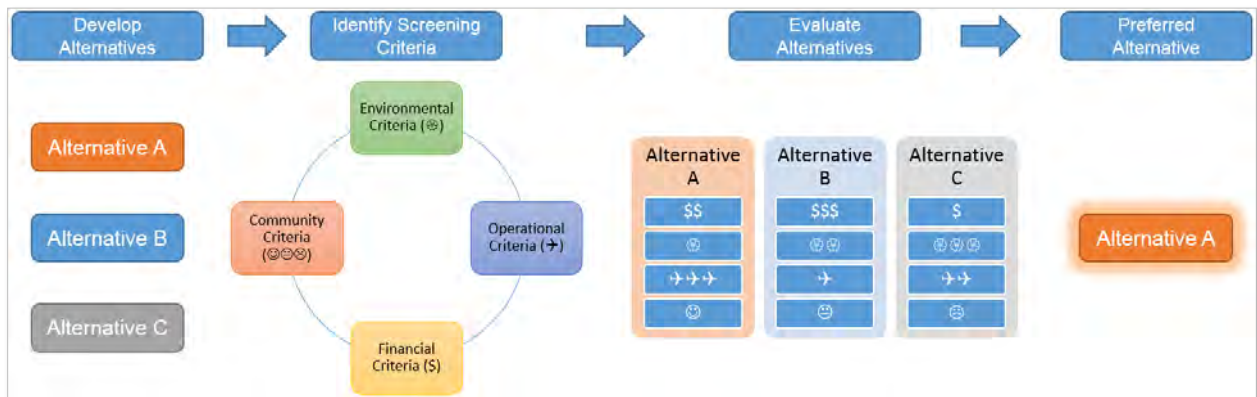 Develop
Alternatives
Identify Screening
Criteria
Evaluate
Alternatives
Preferred
Alternative
Alternative A
Alternative B
Alternative C
Environmental
Criteria (❀)
Community
Criteria
(☺😐☹)
Operational
Criteria (✈)
Financial
Criteria ($)
Alternative
A
$$
❀
✈✈✈
☺
Alternative
B
$$$
❀❀
✈
😐
Alternative
C
$
❀❀❀
✈✈
☹
Alternative A